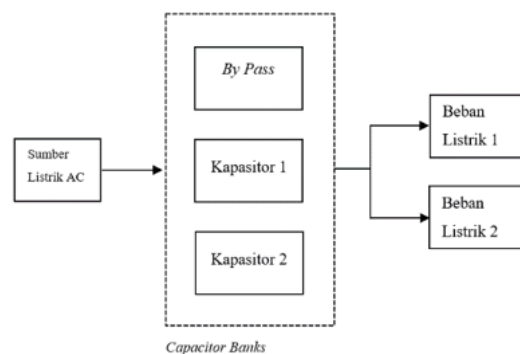 By Pass
Sumber
Listrik AC
Kapasitor 1
Kapasitor 2
Beban
Listrik 1
Beban
Listrik 2
Capacitor Banks